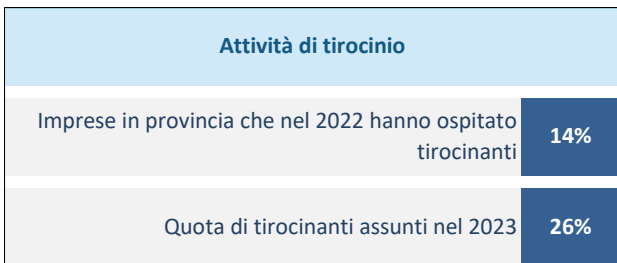 Attività di tirocinio
Imprese in provincia che nel 2022 hanno ospitato
tirocinanti
14%
Quota di tirocinanti assunti nel 2023
26%